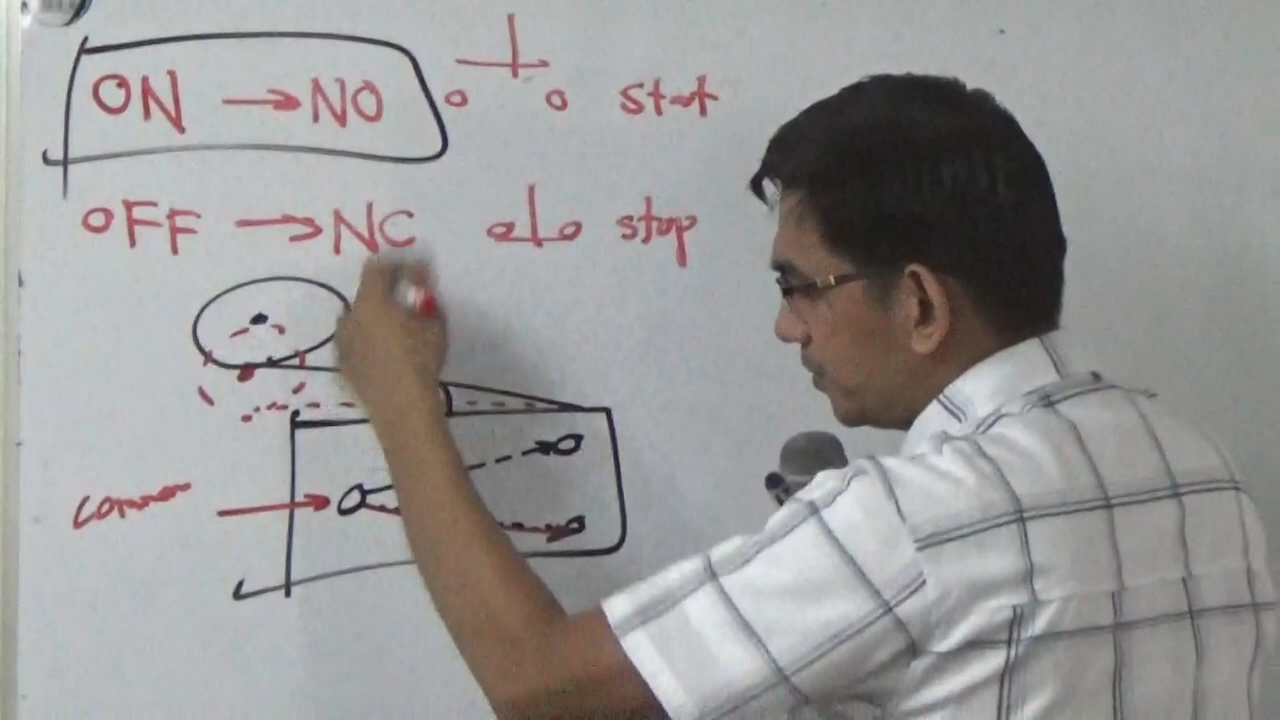 ON → NO start
OFF → NC stop
common